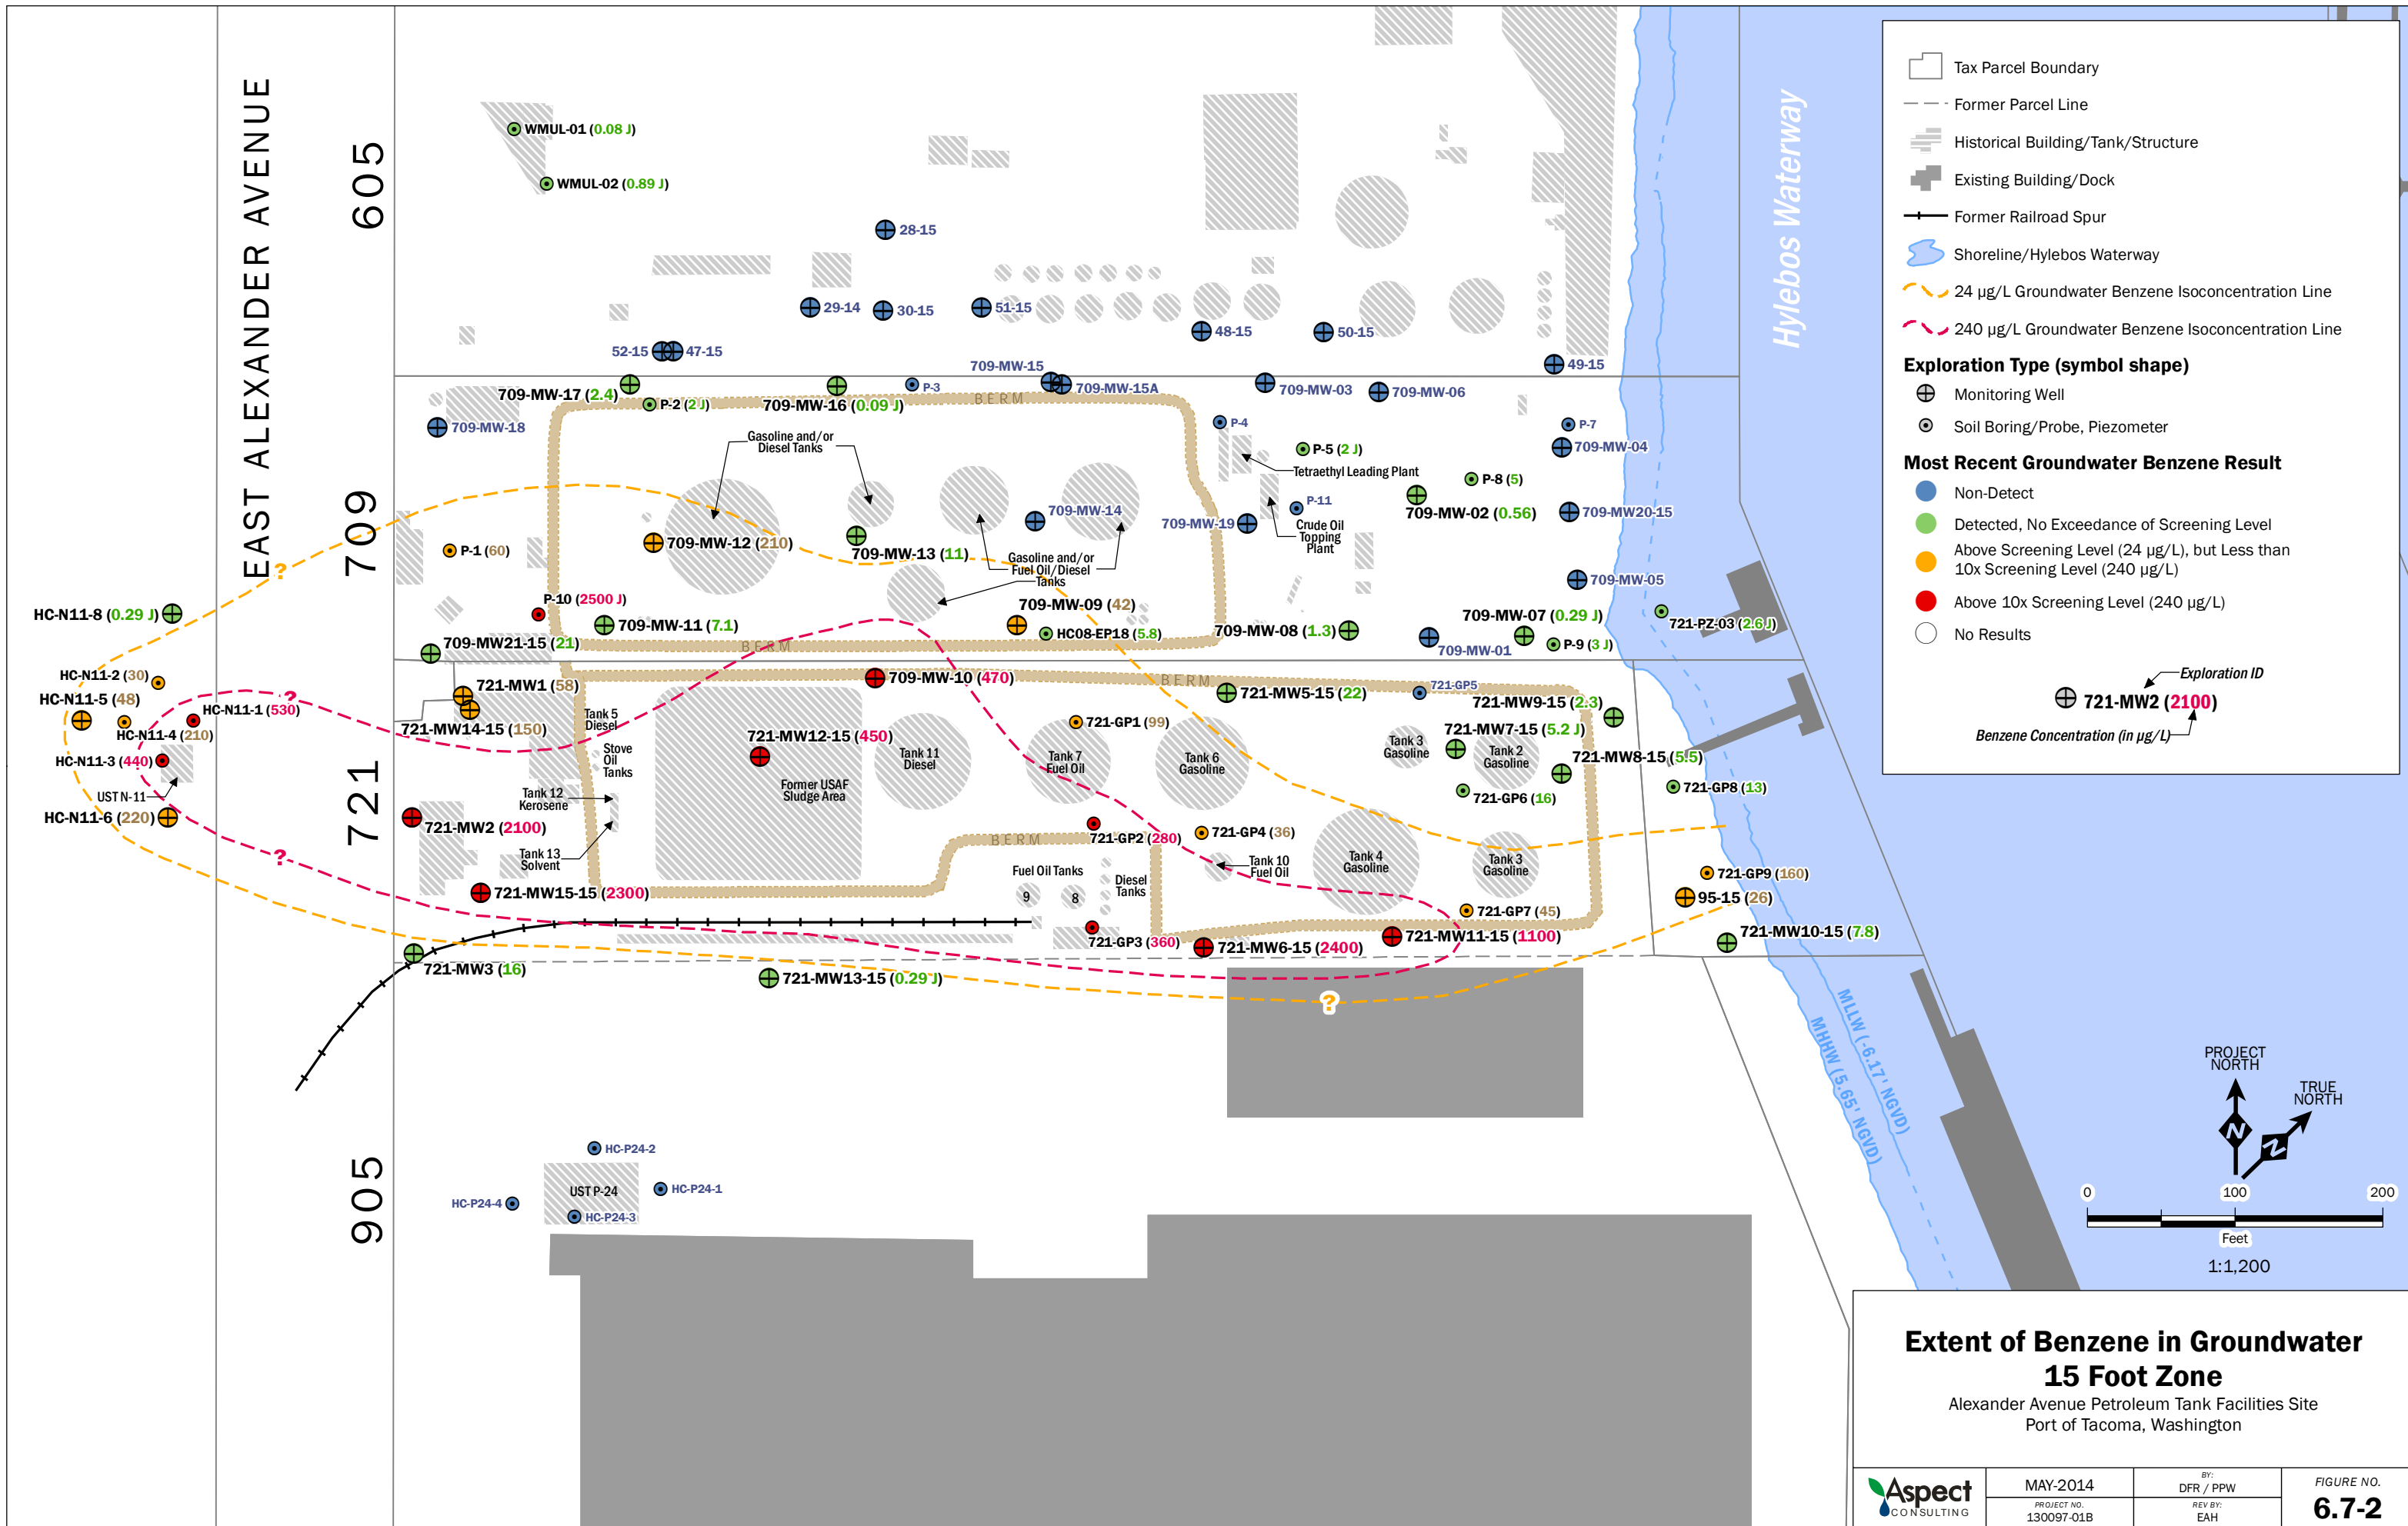 EAST ALEXANDER AVENUE
605
709
721
905
Hylebos Waterway
WMUL-01 (0.08 J)
WMUL-02 (0.89 J)
28-15
29-14
30-15
51-15
48-15
50-15
52-15
47-15
49-15
709-MW-15
709-MW-15A
709-MW-17 (2.4)
P-2 (2 J)
709-MW-16 (0.09 J)
P-3
BERM
709-MW-03
709-MW-06
709-MW-18
P-4
P-7
709-MW-04
Gasoline and/or
Diesel Tanks
P-5 (2 J)
Tetraethyl Leading Plant
P-8 (5)
709-MW-02 (0.56)
P-11
709-MW20-15
709-MW-14
709-MW-19
Crude Oil
Topping
Plant
P-1 (60)
709-MW-12 (210)
709-MW-13 (11)
Gasoline and/or
Fuel Oil/Diesel
Tanks
709-MW-05
?
HC-N11-8 (0.29 J)
P-10 (2500 J)
709-MW-11 (7.1)
709-MW-09 (42)
HC08-EP18 (5.8)
709-MW-08 (1.3)
709-MW-07 (0.29 J)
709-MW-01
P-9 (3 J)
721-PZ-03 (2.6 J)
709-MW21-15 (21)
BERM
HC-N11-2 (30)
HC-N11-5 (48)
HC-N11-1 (530)
?
HC-N11-4 (210)
HC-N11-3 (440)
UST N-11
HC-N11-6 (220)
?
721-MW1 (58)
721-MW14-15 (150)
709-MW-10 (470)
BERM
721-MW5-15 (22)
721-GP5
721-MW9-15 (2.3)
Tank 5
Diesel
Stove
Oil
Tanks
721-MW12-15 (450)
Tank 11
Diesel
721-GP1 (99)
Tank 7
Fuel Oil
Tank 6
Gasoline
Tank 3
Gasoline
721-MW7-15 (5.2 J)
Tank 2
Gasoline
721-MW8-15 (5.5)
Former USAF
Sludge Area
Tank 12
Kerosene
721-GP6 (16)
721-GP8 (13)
721-MW2 (2100)
Tank 13
Solvent
BERM
721-GP2 (280)
721-GP4 (36)
Tank 10
Fuel Oil
Tank 4
Gasoline
Tank 3
Gasoline
Fuel Oil Tanks
9
8
Diesel
Tanks
721-GP9 (160)
95-15 (26)
721-MW15-15 (2300)
721-GP7 (45)
721-GP3 (360)
721-MW6-15 (2400)
721-MW11-15 (1100)
721-MW10-15 (7.8)
721-MW3 (16)
721-MW13-15 (0.29 J)
?
MLLW (-6.17' NGVD)
MHHW (5.65' NGVD)
HC-P24-2
UST P-24
HC-P24-1
HC-P24-4
HC-P24-3
Tax Parcel Boundary
Former Parcel Line
Historical Building/Tank/Structure
Existing Building/Dock
Former Railroad Spur
Shoreline/Hylebos Waterway
24 µg/L Groundwater Benzene Isoconcentration Line
240 µg/L Groundwater Benzene Isoconcentration Line
Exploration Type (symbol shape)
Monitoring Well
Soil Boring/Probe, Piezometer
Most Recent Groundwater Benzene Result
Non-Detect
Detected, No Exceedance of Screening Level
Above Screening Level (24 µg/L), but Less than
10x Screening Level (240 µg/L)
Above 10x Screening Level (240 µg/L)
No Results
Exploration ID
721-MW2 (2100)
Benzene Concentration (in µg/L)
PROJECT
NORTH
TRUE
NORTH
N
N
0 100 200
Feet
1:1,200
Extent of Benzene in Groundwater
15 Foot Zone
Alexander Avenue Petroleum Tank Facilities Site
Port of Tacoma, Washington
Aspect
CONSULTING
MAY-2014
PROJECT NO.
130097-01B
BY:
DFR / PPW
REV BY:
EAH
FIGURE NO.
6.7-2